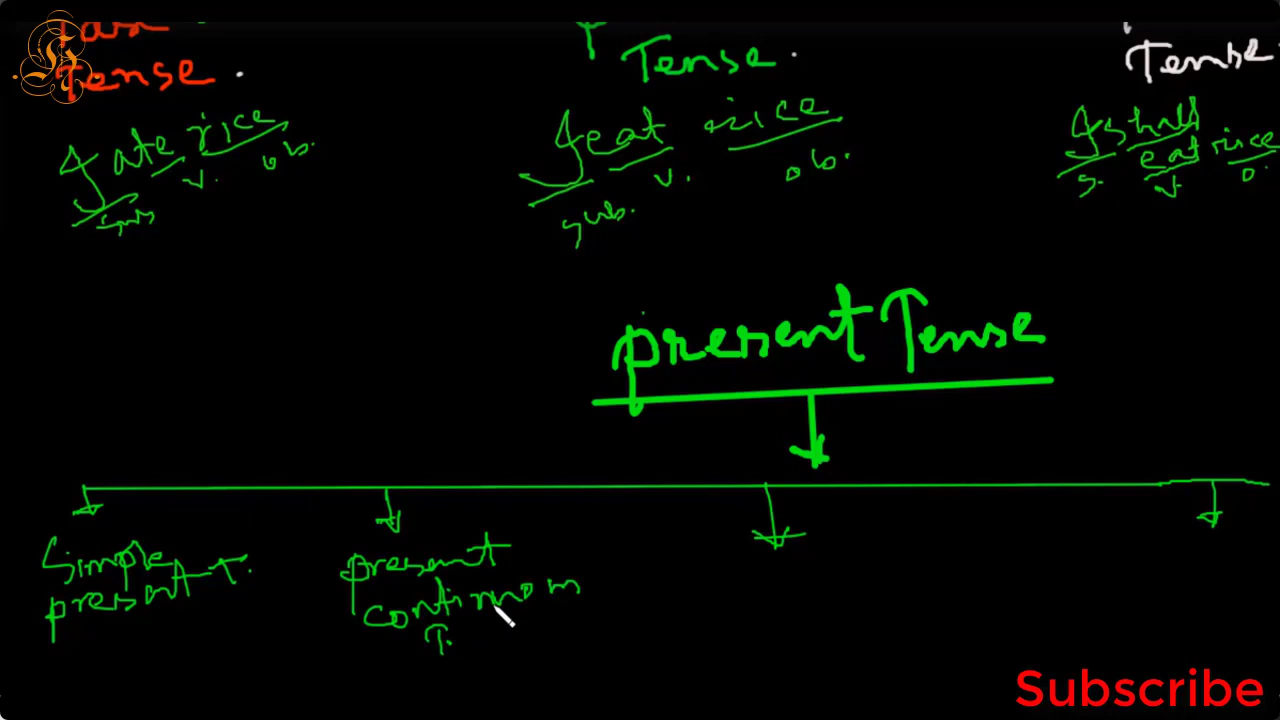 Tense.
Tense.
Tense
I ate rice
sub
v.
ob.
I eat rice
sub.
v.
ob.
I shall
eat rice
s.
v.
o.
present Tense
Simple
present T.
present
T.
Subscribe